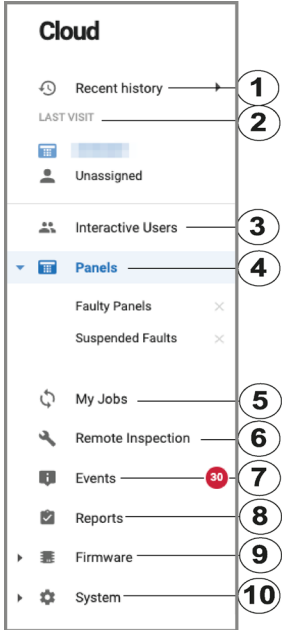 Cloud
Recent history 1
LAST VISIT 2
Unassigned
Interactive Users 3
Panels 4
Faulty Panels
Suspended Faults
My Jobs 5
Remote Inspection 6
Events 30 7
Reports 8
Firmware 9
System 10